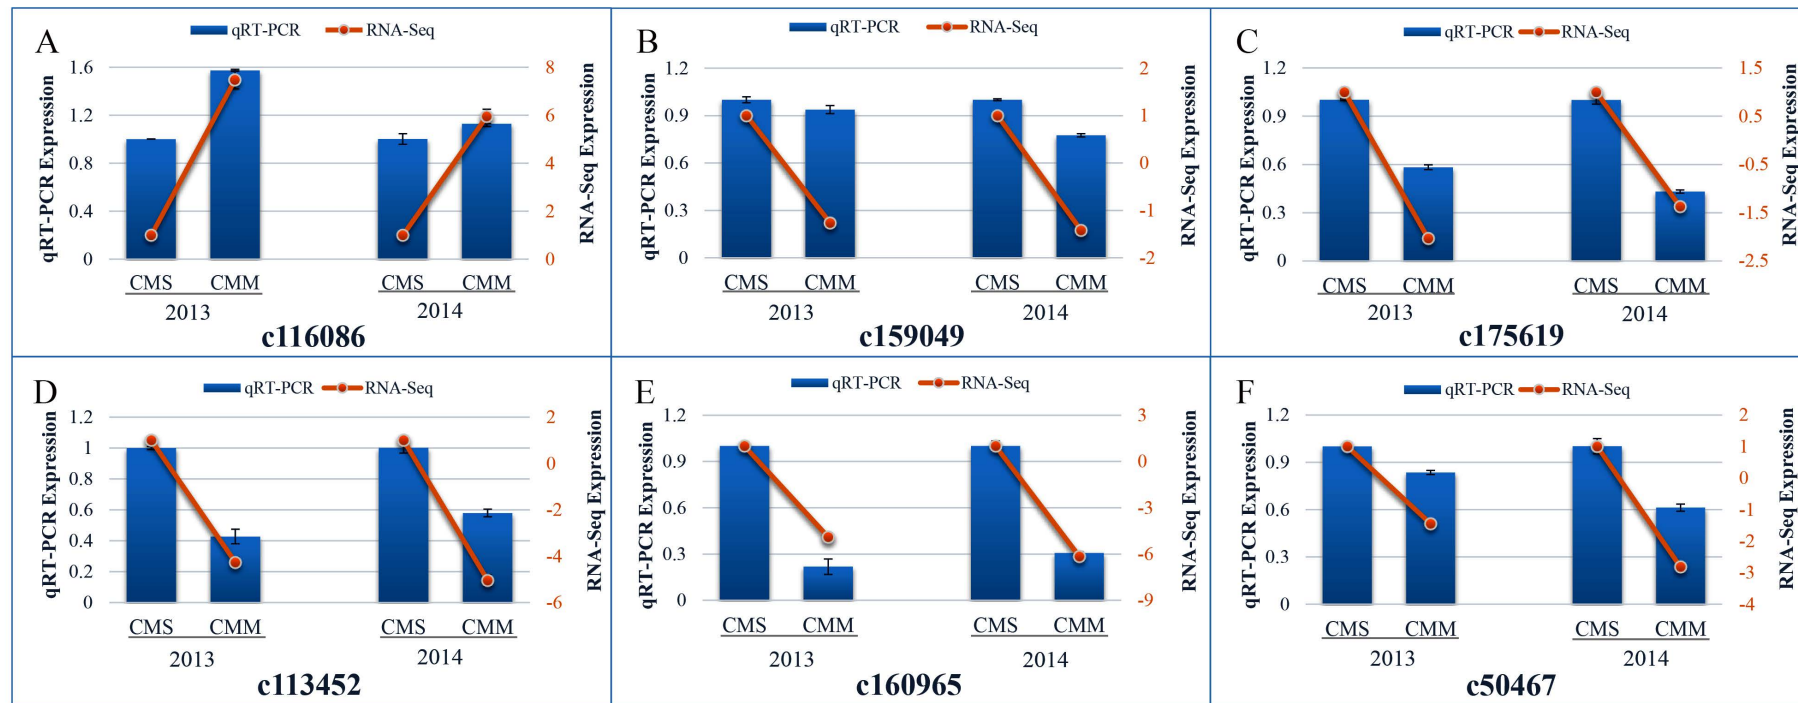 A
qRT-PCR RNA-Seq
qRT-PCR Expression
1.6
1.2
0.8
0.4
0
8
6
4
2
0
RNA-Seq Expression
CMS CMM CMS CMM
2013 2014
c116086
B
qRT-PCR RNA-Seq
qRT-PCR Expression
1.2
0.9
0.6
0.3
0
2
1
0
-1
-2
RNA-Seq Expression
CMS CMM CMS CMM
2013 2014
c159049
C
qRT-PCR RNA-Seq
qRT-PCR Expression
1.2
0.9
0.6
0.3
0
1.5
0.5
-0.5
-1.5
-2.5
RNA-Seq Expression
CMS CMM CMS CMM
2013 2014
c175619
D
qRT-PCR RNA-Seq
qRT-PCR Expression
1.2
1
0.8
0.6
0.4
0.2
0
2
0
-2
-4
-6
RNA-Seq Expression
CMS CMM CMS CMM
2013 2014
c113452
E
qRT-PCR RNA-Seq
qRT-PCR Expression
1.2
0.9
0.6
0.3
0
3
0
-3
-6
-9
RNA-Seq Expression
CMS CMM CMS CMM
2013 2014
c160965
F
qRT-PCR RNA-Seq
qRT-PCR Expression
1.2
0.9
0.6
0.3
0
2
1
0
-1
-2
-3
-4
RNA-Seq Expression
CMS CMM CMS CMM
2013 2014
c50467